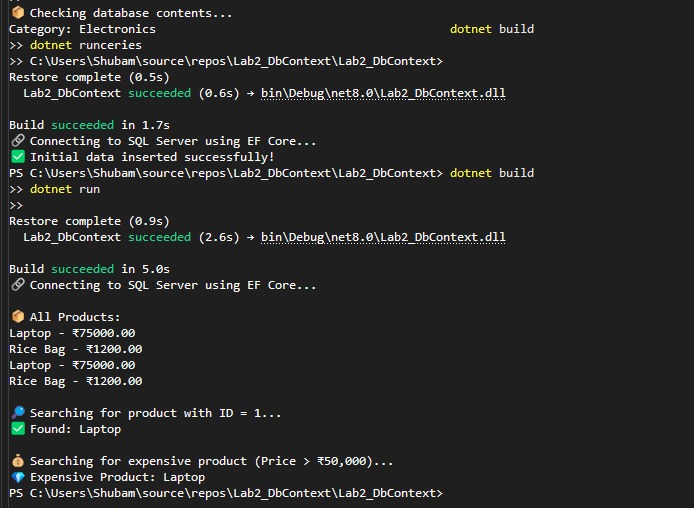 📦 Checking database contents...
Category: Electronics dotnet build
>> dotnet runceries
>> C:\Users\Shubam\source\repos\Lab2_DbContext\Lab2_DbContext>
Restore complete (0.5s)
Lab2_DbContext succeeded (0.6s) → bin\Debug\net8.0\Lab2_DbContext.dll
Build succeeded in 1.7s
🔗 Connecting to SQL Server using EF Core...
✅ Initial data inserted successfully!
PS C:\Users\Shubam\source\repos\Lab2_DbContext\Lab2_DbContext> dotnet build
>> dotnet run
>>
Restore complete (0.9s)
Lab2_DbContext succeeded (2.6s) → bin\Debug\net8.0\Lab2_DbContext.dll
Build succeeded in 5.0s
🔗 Connecting to SQL Server using EF Core...
📦 All Products:
Laptop - ₹75000.00
Rice Bag - ₹1200.00
Laptop - ₹75000.00
Rice Bag - ₹1200.00
🔎 Searching for product with ID = 1...
✅ Found: Laptop
💰 Searching for expensive product (Price > ₹50,000)...
💎 Expensive Product: Laptop
PS C:\Users\Shubam\source\repos\Lab2_DbContext\Lab2_DbContext>